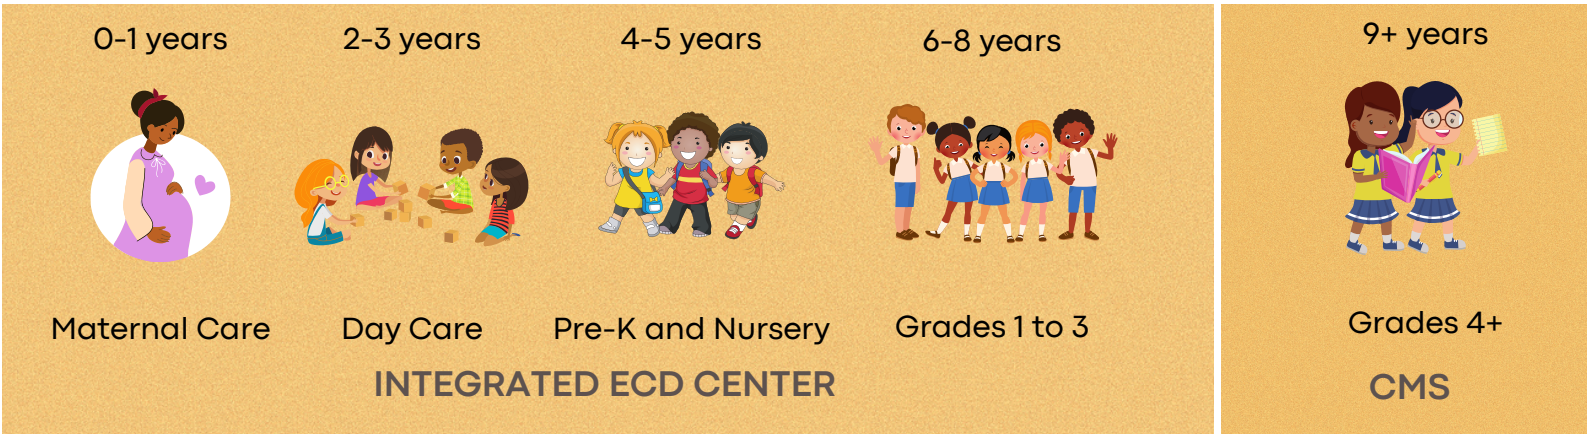 0-1 years
2-3 years
4-5 years
6-8 years
9+ years
Maternal Care
Day Care
Pre-K and Nursery
Grades 1 to 3
Grades 4+
INTEGRATED ECD CENTER
CMS